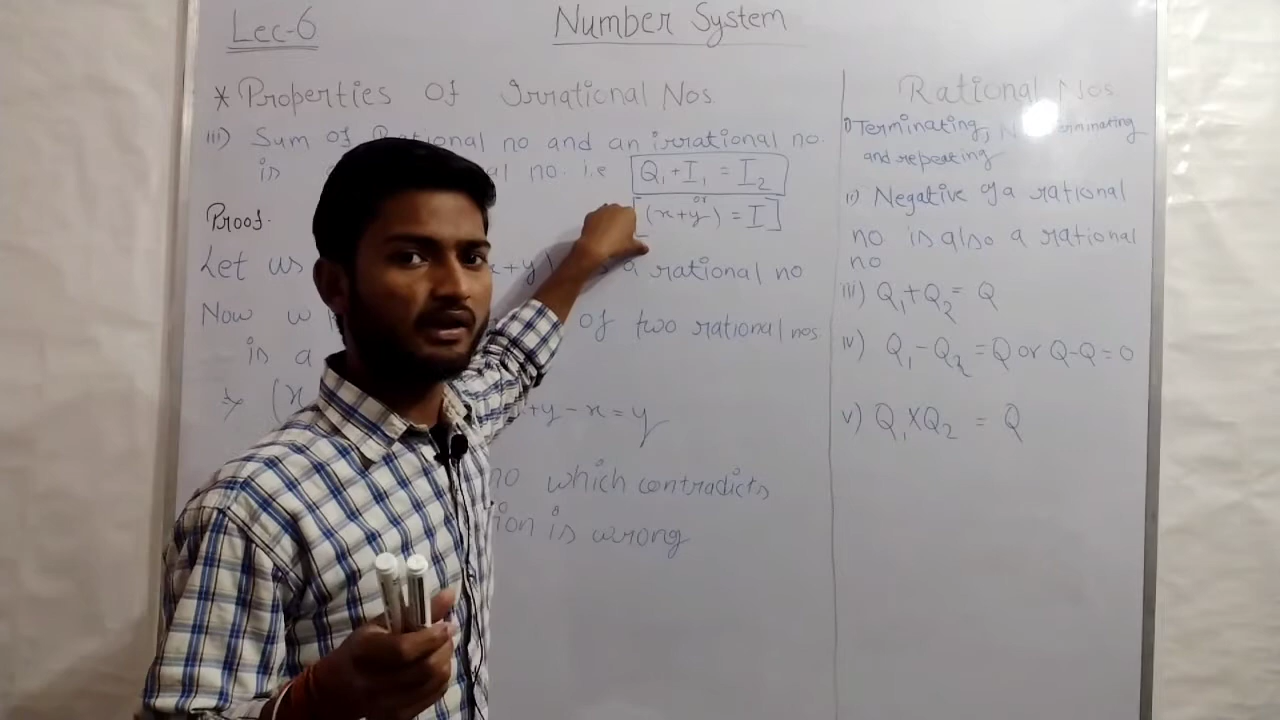 Lec-6
Number System
* Properties Of Irrational Nos.
iii) Sum of Rational no and an irrational no.
is no. i.e Q₁+I₁ = I₂
or
[(x+y) = I]
Proof.
Let us x+y) is a rational no
Now of two rational nos.
is a
⇒ (x +y-x = y
no which contradicts
is wrong
Rational Nos.
i) Terminating, Non terminating
and repeating
ii) Negative of a rational
no is also a rational
no
iii) Q₁+Q₂ = Q
iv) Q₁-Q₂ = Q or Q-Q=0
v) Q₁×Q₂ = Q